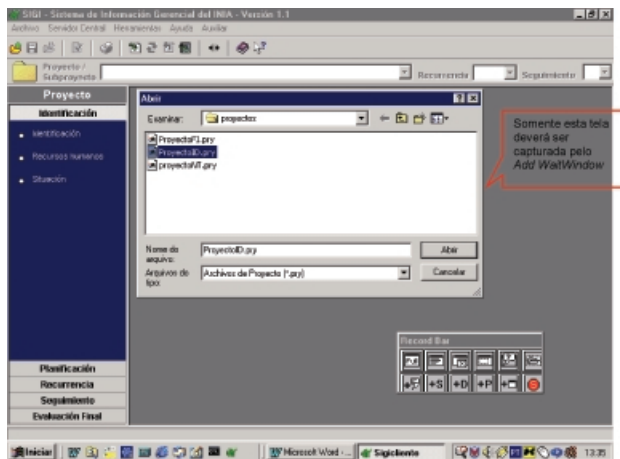 SIGI - Sistema de Información Gerencial del INIA - Versión 1.1
Archivo Servidor Central Herramientas Ayuda Auxiliar
Proyecto /
Subproyecto
Recurrencia
Seguimiento
Proyecto
Identificación
Identificación
Recursos humanos
Situación
Planificación
Recurrencia
Seguimiento
Evaluación Final
Abrir
Examinar: proyectos
ProyectoF1.pry
ProyectoID.pry
proyectoVF.pry
Nome do arquivo: ProyectoID.pry
Abrir
Arquivos do tipo: Archivos de Proyecto (*.pry)
Cancelar
Somente esta tela
deverá ser
capturada pelo
Add WaitWindow
Record Bar
+S +D +P
Iniciar
Microsoft Word - ...
Sigicliente
13:35